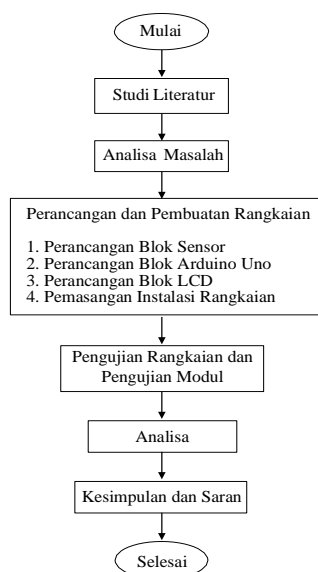 Mulai
Studi Literatur
Analisa Masalah
Perancangan dan Pembuatan Rangkaian
1. Perancangan Blok Sensor
2. Perancangan Blok Arduino Uno
3. Perancangan Blok LCD
4. Pemasangan Instalasi Rangkaian
Pengujian Rangkaian dan
Pengujian Modul
Analisa
Kesimpulan dan Saran
Selesai